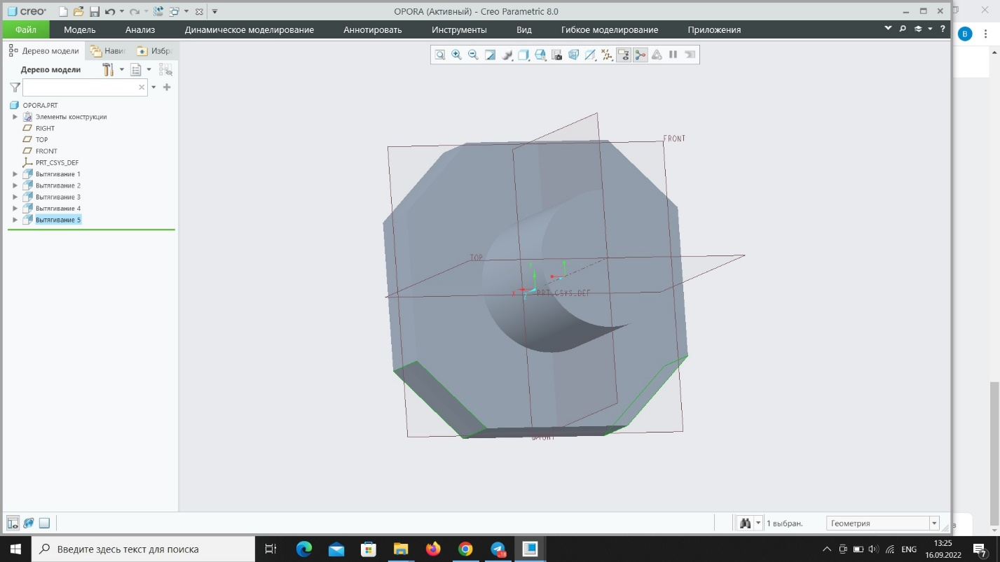 creo®
OPORA (Активный) - Creo Parametric 8.0
Файл Модель Анализ Динамическое моделирование Аннотировать Инструменты Вид Гибкое моделирование Приложения
B
Дерево модели Нави Избр
Дерево модели
OPORA.PRT
Элементы конструкции
RIGHT
TOP
FRONT
PRT_CSYS_DEF
Вытягивание 1
Вытягивание 2
Вытягивание 3
Вытягивание 4
Вытягивание 5
FRONT
TOP
Y
X
Z
PRT_CSYS_DEF
1 выбран. Геометрия
Введите здесь текст для поиска
18
ENG
13:25
16.09.2022
7